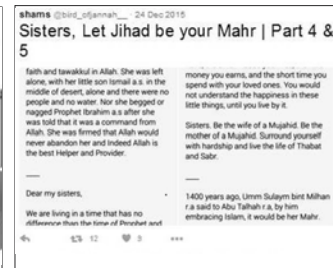 shams @bird_ofjannah__ · 24 Dec 2015
Sisters, Let Jihad be your Mahr | Part 4 &
5
faith and tawakkul in Allah. She was left
alone, with her little son Ismail a.s. in the
middle of desert, alone and there were no
people and no water. Nor she begged or
nagged Prophet Ibrahim a.s after she
was told that it was a command from
Allah. She was firmed that Allah would
never abandon her and Indeed Allah is
the best Helper and Provider.
Dear my sisters,
We are living in a time that has no
difference than the time of Prophet and
money you earns, and the short time you
spend with your loved ones. You would
not understand the happiness in these
little things, until you live by it.
Sisters. Be the wife of a Mujahid. Be the
mother of a Mujahid. Surround yourself
with hardship and live the life of Thabat
and Sabr.
1400 years ago, Umm Sulaym bint Milhan
r.a said to Abu Talhah r.a, by him
embracing Islam, it would be her Mahr.
12 9